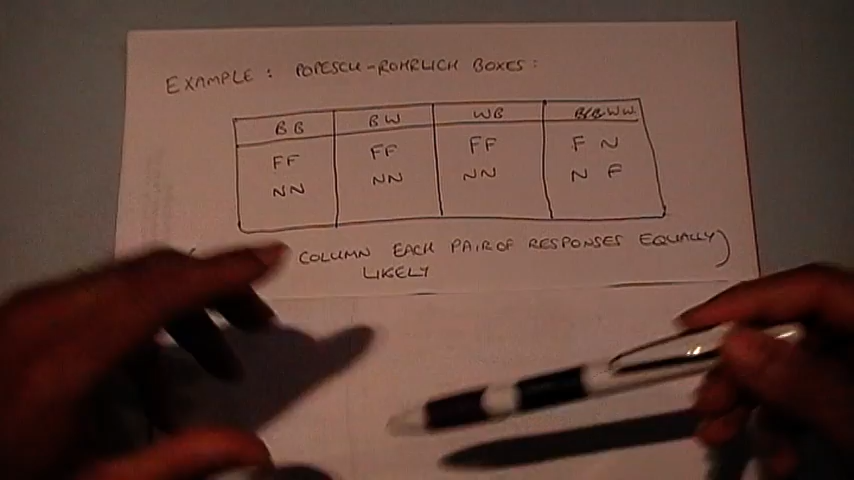 EXAMPLE : POPESCU-ROHRLICH BOXES:
BB BW WB WW
FF FF FF F N
NN NN NN N F
COLUMN EACH PAIR OF RESPONSES EQUALLY)
LIKELY